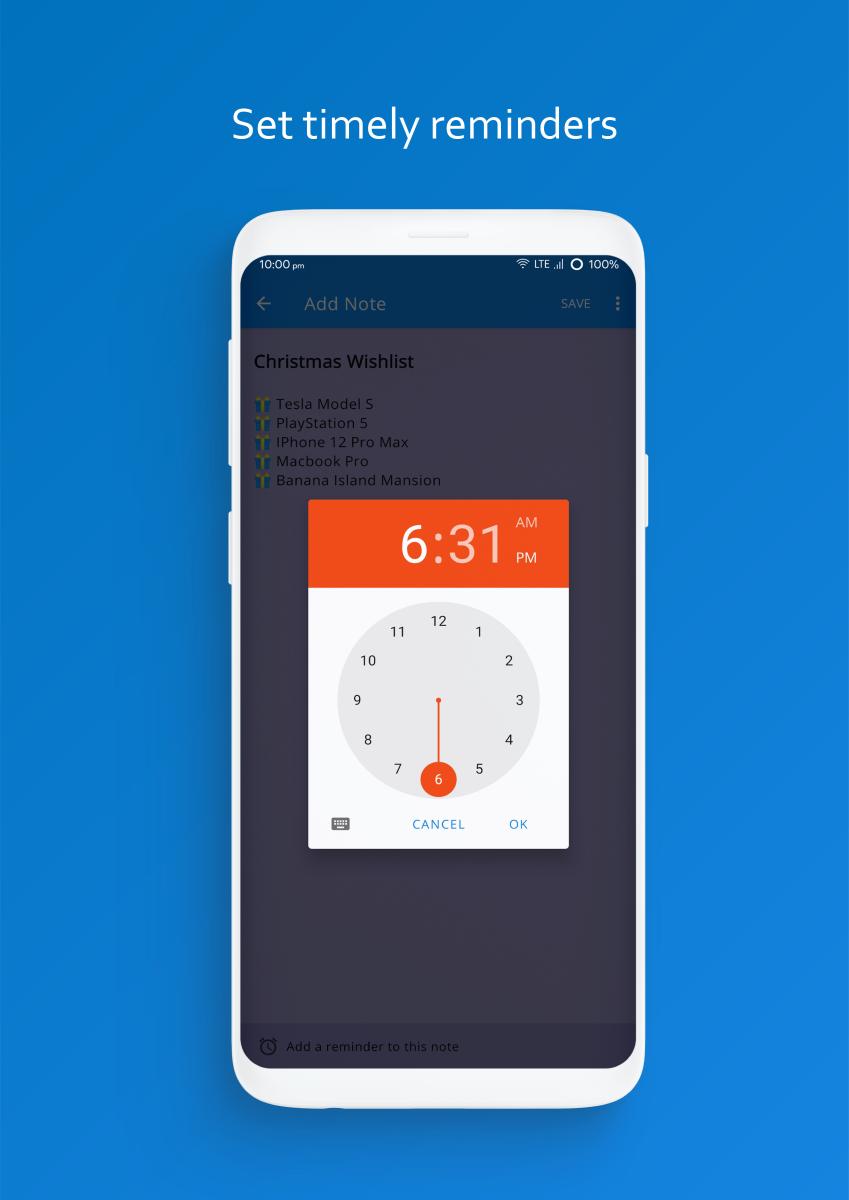 Set timely reminders
10:00 pm LTE 100%
Add Note SAVE
Christmas Wishlist
Tesla Model S
PlayStation 5
IPhone 12 Pro Max
Macbook Pro
Banana Island Mansion
6:31 AM
PM
12
11 1
10 2
9 3
8 4
7 5
6
CANCEL OK
Add a reminder to this note